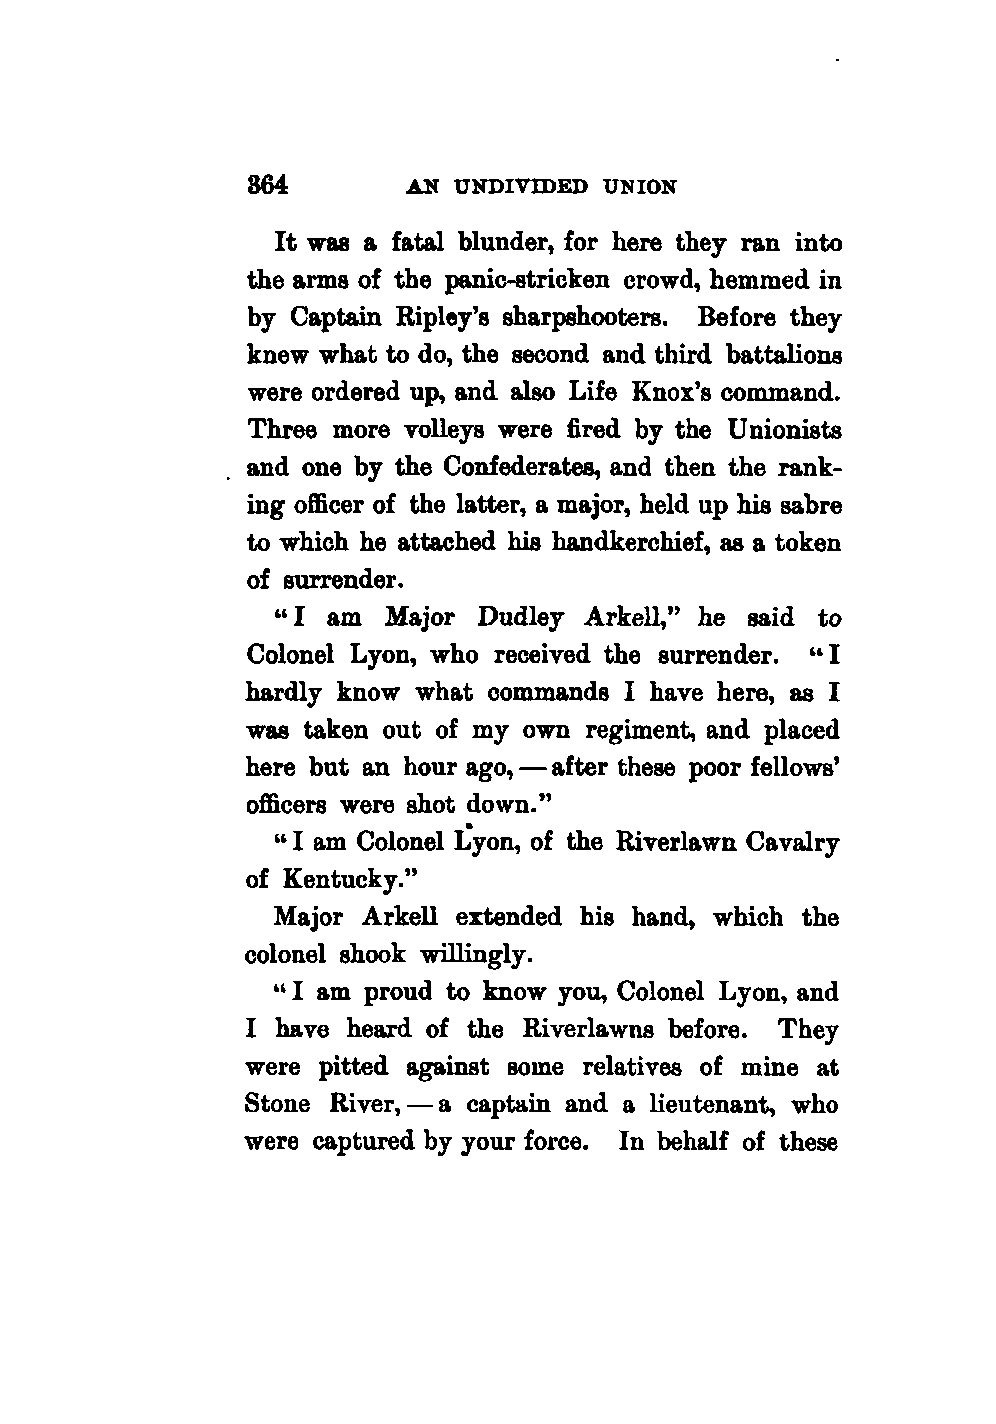 364 AN UNDIVIDED UNION
It was a fatal blunder, for here they ran into
the arms of the panic-stricken crowd, hemmed in
by Captain Ripley's sharpshooters. Before they
knew what to do, the second and third battalions
were ordered up, and also Life Knox's command.
Three more volleys were fired by the Unionists
and one by the Confederates, and then the rank-
ing officer of the latter, a major, held up his sabre
to which he attached his handkerchief, as a token
of surrender.
“I am Major Dudley Arkell,” he said to
Colonel Lyon, who received the surrender. “I
hardly know what commands I have here, as I
was taken out of my own regiment, and placed
here but an hour ago, — after these poor fellows’
officers were shot down.”
“I am Colonel Lyon, of the Riverlawn Cavalry
of Kentucky.”
Major Arkell extended his hand, which the
colonel shook willingly.
“I am proud to know you, Colonel Lyon, and
I have heard of the Riverlawns before. They
were pitted against some relatives of mine at
Stone River, — a captain and a lieutenant, who
were captured by your force. In behalf of these